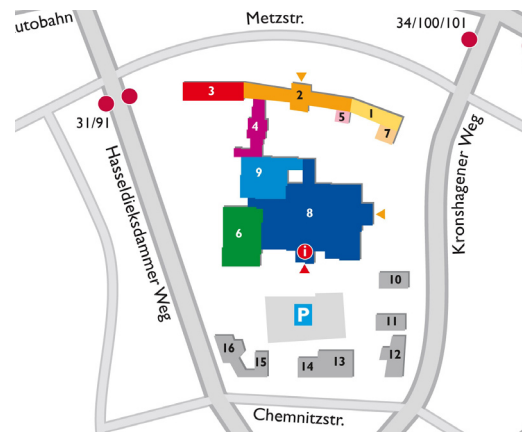 utobahn
Metzstr.
34/100/101
31/91
3
2
1
5
7
4
9
8
6
i
10
P
11
16
15
14
13
12
Hasseldieksdammer Weg
Kronshagener Weg
Chemnitzstr.